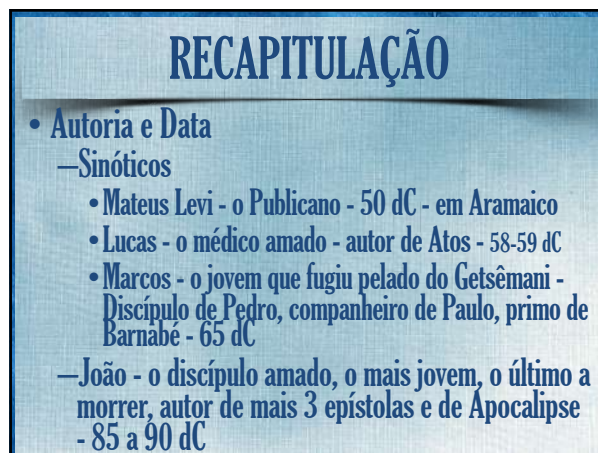 RECAPITULAÇÃO
• Autoria e Data
–Sinóticos
• Mateus Levi - o Publicano - 50 dC - em Aramaico
• Lucas - o médico amado - autor de Atos - 58-59 dC
• Marcos - o jovem que fugiu pelado do Getsêmani -
Discípulo de Pedro, companheiro de Paulo, primo de
Barnabé - 65 dC
–João - o discípulo amado, o mais jovem, o último a
morrer, autor de mais 3 epístolas e de Apocalipse
- 85 a 90 dC